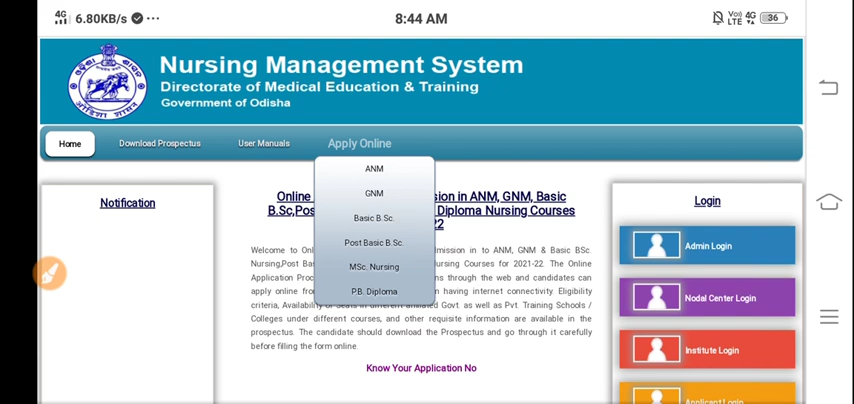 4G 6.80KB/s ••• 8:44 AM Vo) LTE 4G 36
Nursing Management System
Directorate of Medical Education & Training
Government of Odisha
Home Download Prospectus User Manuals Apply Online
ANM
GNM
Basic B.Sc.
Post Basic B.Sc.
MSc. Nursing
P.B. Diploma
Notification
Online sion in ANM, GNM, Basic
B.Sc,Pos Diploma Nursing Courses
22
Welcome to Onl dmission in to ANM, GNM & Basic BSc.
Nursing,Post Bas ursing Courses for 2021-22. The Online
Application Proc ns through the web and candidates can
apply online fro n having internet connectivity. Eligibility
criteria, Availability of Seats in different affiliated Govt. as well as Pvt. Training Schools /
Colleges under different courses, and other requisite information are available in the
prospectus. The candidate should download the Prospectus and go through it carefully
before filling the form online.
Know Your Application No
Login
Admin Login
Nodal Center Login
Institute Login
Applicant Login